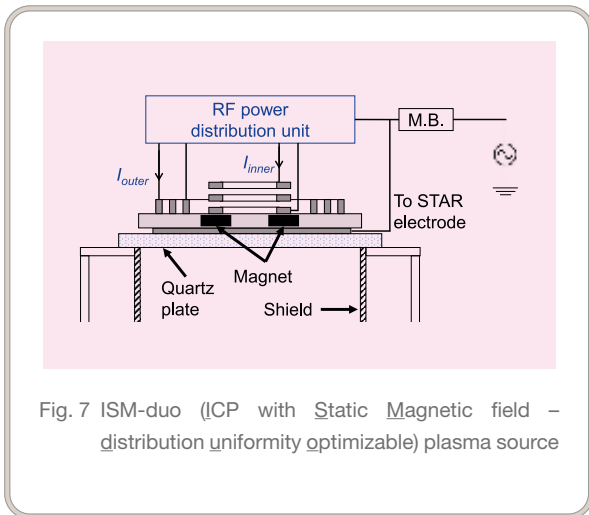 RF power
distribution unit
M.B.
Iouter
Iinner
To STAR
electrode
Magnet
Quartz
plate
Shield
Fig. 7 ISM-duo (ICP with Static Magnetic field –
distribution uniformity optimizable) plasma source